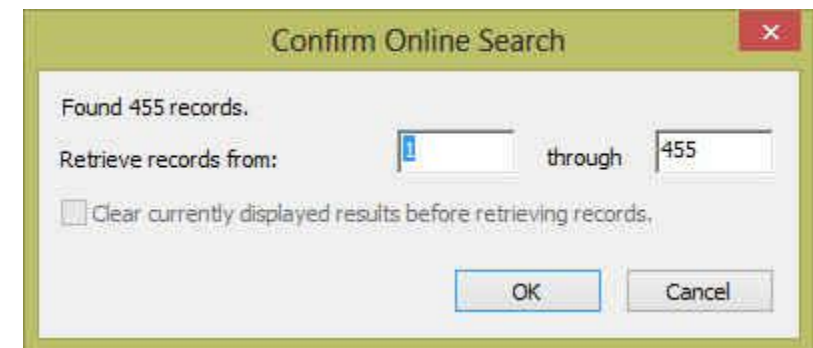 Confirm Online Search
Found 455 records.
Retrieve records from: 1 through 455
Clear currently displayed results before retrieving records.
OK Cancel